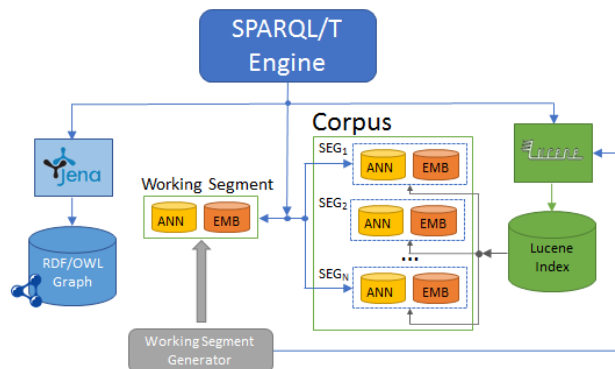 SPARQL/T
Engine
Jena
Working Segment
ANN
EMB
RDF/OWL
Graph
Corpus
SEG1
ANN
EMB
SEG2
ANN
EMB
...
SEGN
ANN
EMB
Lucene
Lucene
Index
Working Segment
Generator